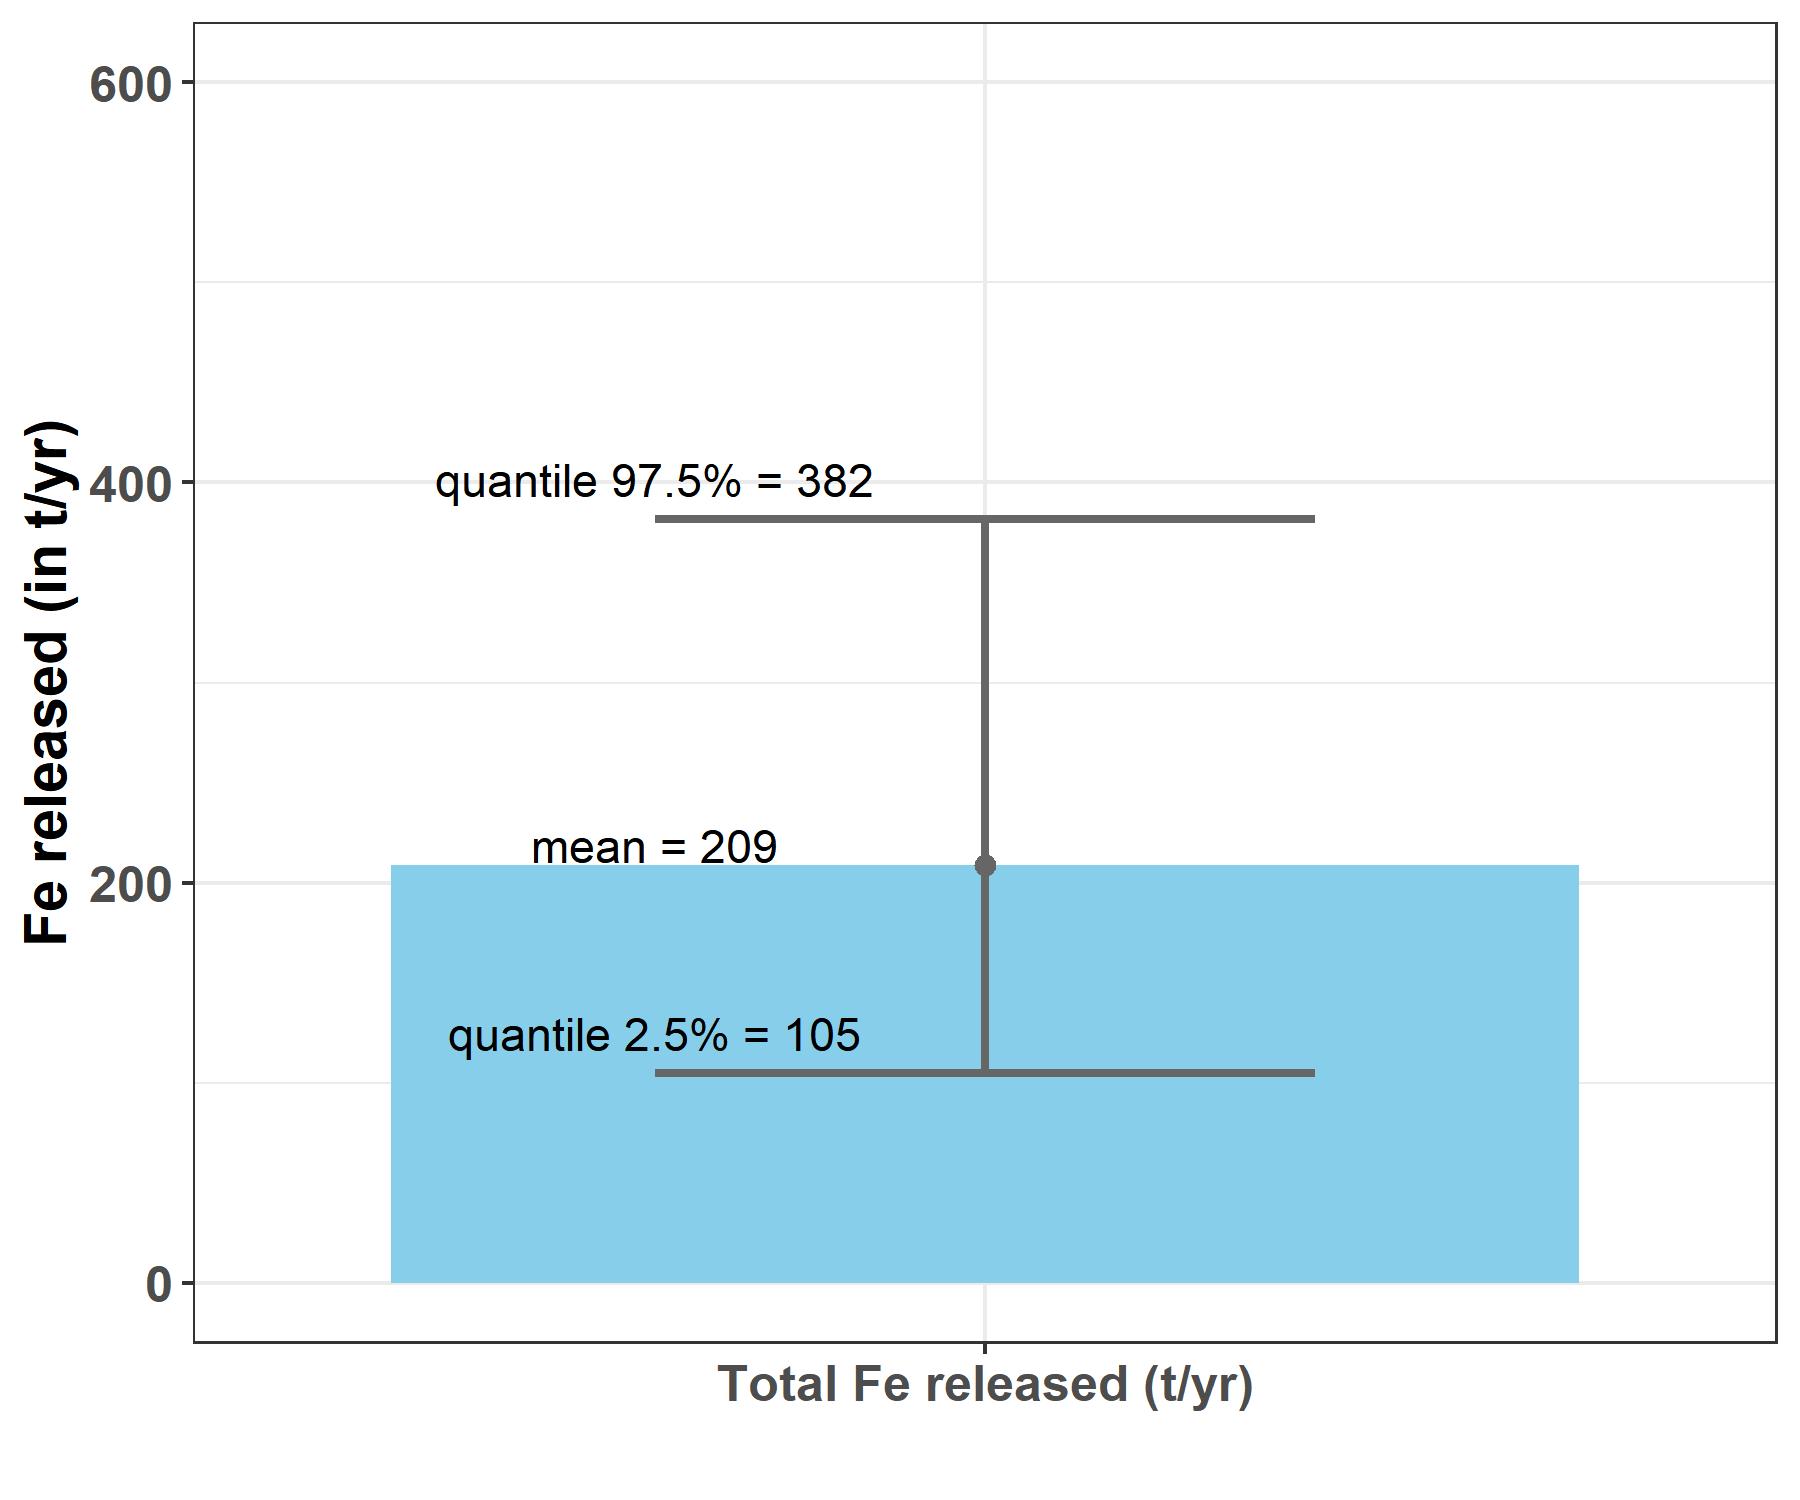 Fe released (in t/yr)
600
400
200
0
quantile 97.5% = 382
mean = 209
quantile 2.5% = 105
Total Fe released (t/yr)